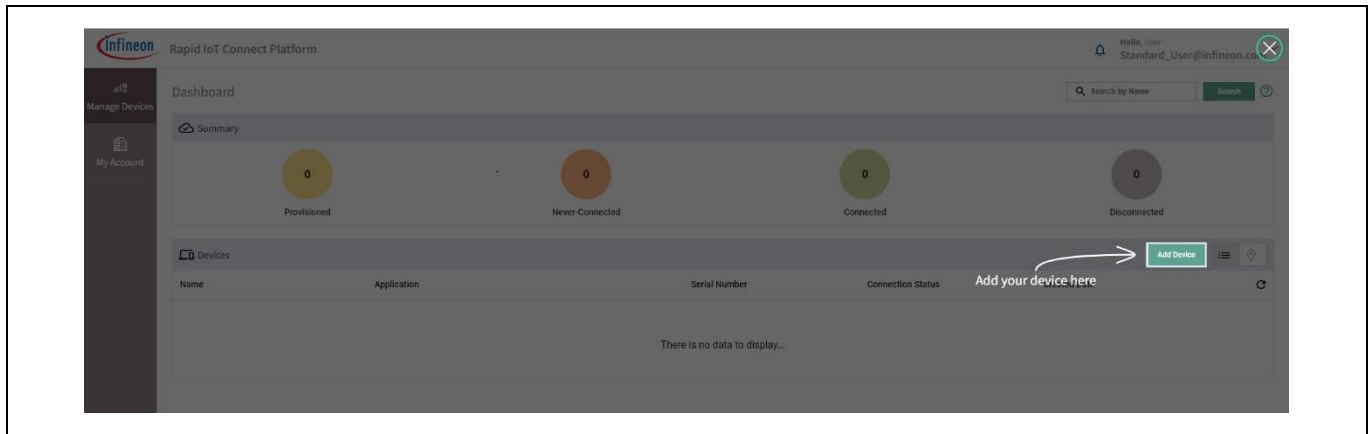 infineon
Rapid IoT Connect Platform
Hello, User
Standard_User@infineon.co
Manage Devices
Dashboard
Search by Name
Search
Summary
My Account
0
0
0
0
Provisioned
Never-Connected
Connected
Disconnected
Devices
Add Device
Name
Application
Serial Number
Connection Status
Add your device here
There is no data to display...